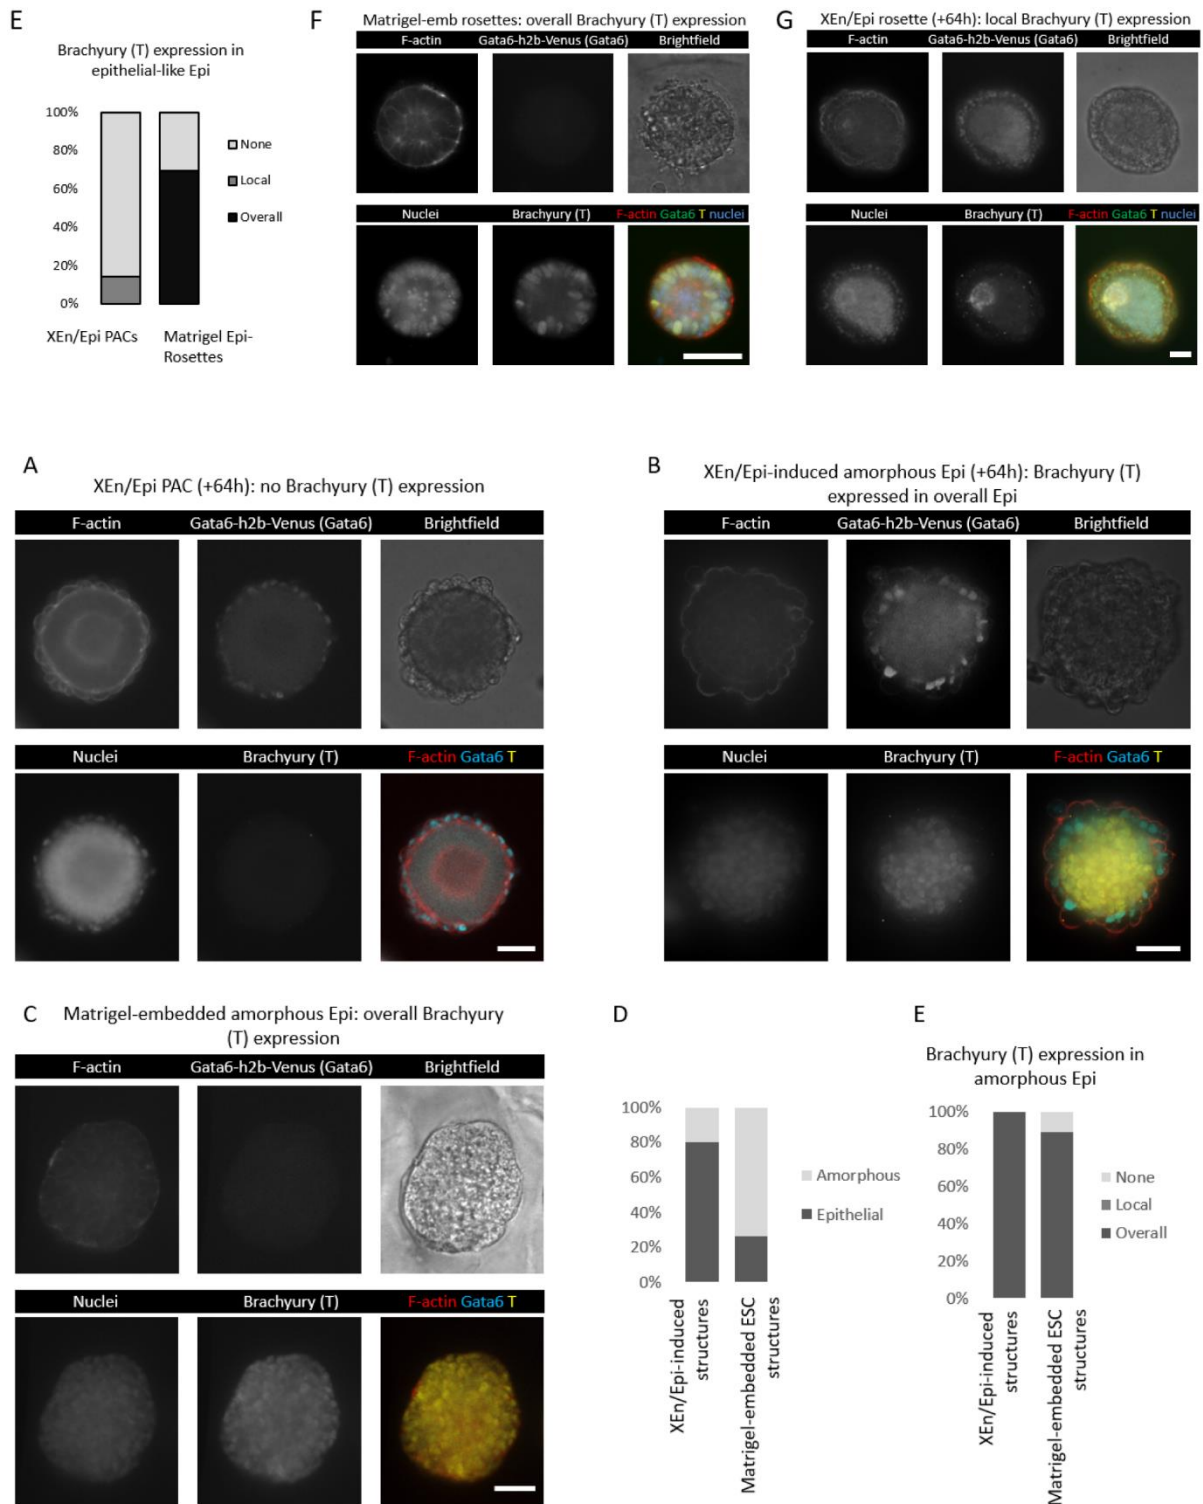 E
Brachyury (T) expression in
epithelial-like Epi
100%
80%
60%
40%
20%
0%
None
Local
Overall
XEn/Epi PACs
Matrigel Epi-
Rosettes
F
Matrigel-emb rosettes: overall Brachyury (T) expression
F-actin Gata6-h2b-Venus (Gata6) Brightfield
Nuclei Brachyury (T) F-actin Gata6 T nuclei
G
XEn/Epi rosette (+64h): local Brachyury (T) expression
F-actin Gata6-h2b-Venus (Gata6) Brightfield
Nuclei Brachyury (T) F-actin Gata6 T nuclei
A
XEn/Epi PAC (+64h): no Brachyury (T) expression
F-actin Gata6-h2b-Venus (Gata6) Brightfield
Nuclei Brachyury (T) F-actin Gata6 T
B
XEn/Epi-induced amorphous Epi (+64h): Brachyury (T)
expressed in overall Epi
F-actin Gata6-h2b-Venus (Gata6) Brightfield
Nuclei Brachyury (T) F-actin Gata6 T
C
Matrigel-embedded amorphous Epi: overall Brachyury
(T) expression
F-actin Gata6-h2b-Venus (Gata6) Brightfield
Nuclei Brachyury (T) F-actin Gata6 T
D
100%
80%
60%
40%
20%
0%
Amorphous
Epithelial
XEn/Epi-induced
structures
Matrigel-embedded ESC
structures
E
Brachyury (T) expression in
amorphous Epi
100%
80%
60%
40%
20%
0%
None
Local
Overall
XEn/Epi-induced
structures
Matrigel-embedded ESC
structures